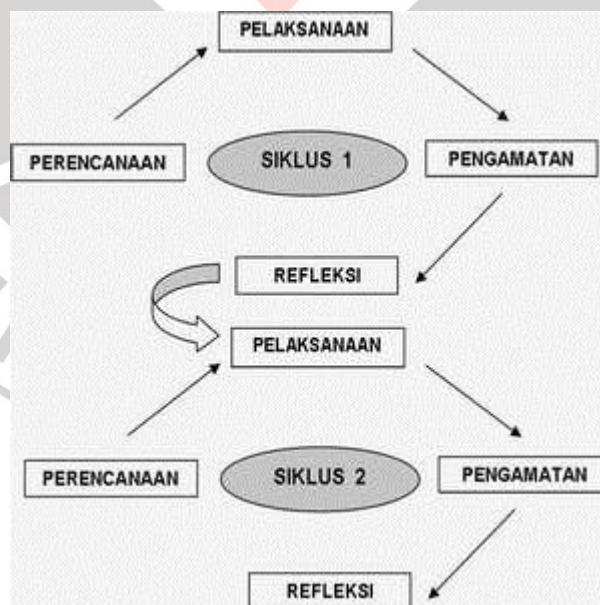 PELAKSANAAN
PERENCANAAN
SIKLUS 1
PENGAMATAN
REFLEKSI
PELAKSANAAN
PERENCANAAN
SIKLUS 2
PENGAMATAN
REFLEKSI